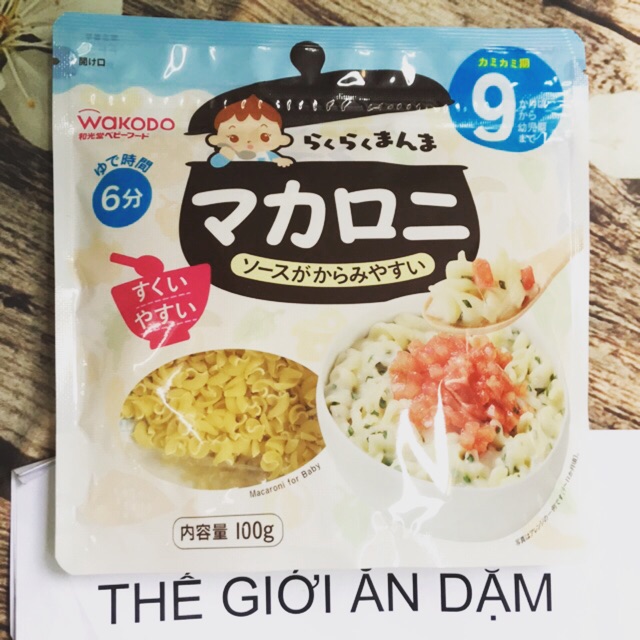 開け口
カミカミ期
9
か月頃
から
幼児期
まで
WAKODO
和光堂ベビーフード
らくらくまんま
ゆで時間
6分
マカロニ
ソースがからみやすい
すくい
やすい
Macaroni for Baby
内容量 100g
THẾ GIỚI ĂN DẶM